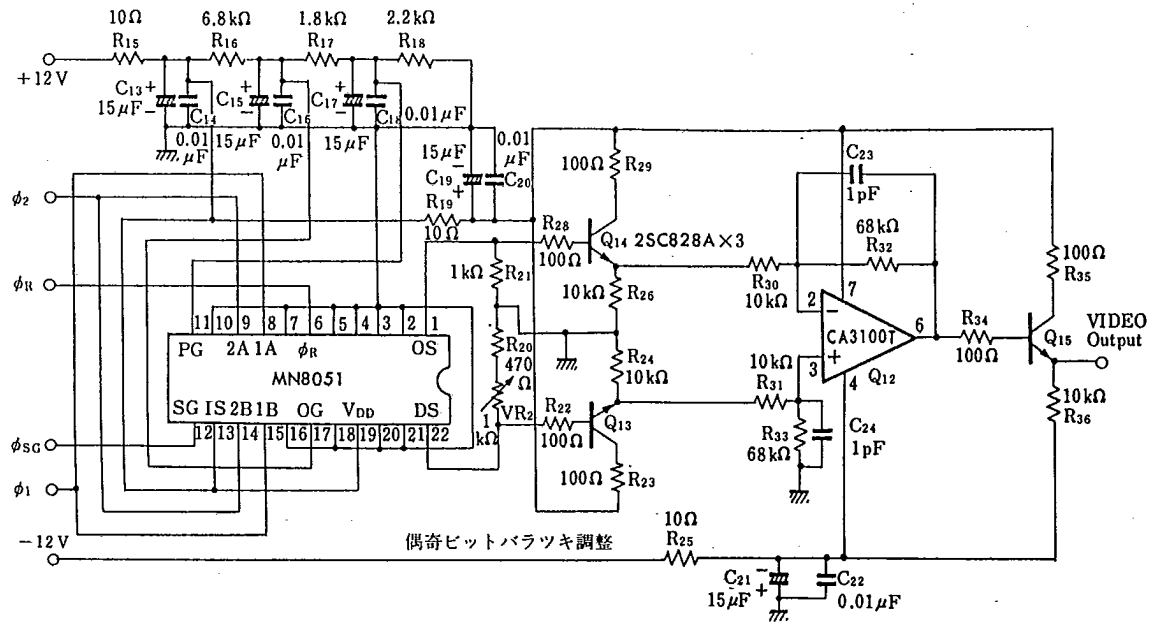 10Ω 6.8kΩ 1.8kΩ 2.2kΩ
R15 R16 R17 R18
+12V
C13 + 15μF −
C14 0.01 μF
C15 + − 15μF
C16 0.01 μF
C17 + − 15μF
C18 0.01μF
15μF − C19 +
0.01 μF C20
R19 10Ω
φ2
φR
11 10 9 8 7 6 5 4 3 2 1
PG 2A 1A φR OS
MN8051
SG IS 2B 1B OG VDD DS
12 13 14 15 16 17 18 19 20 21 22
φSG
φ1
−12V
1kΩ R21
R20 470 Ω
VR2 1 kΩ
R28 100Ω
100Ω R29
Q14 2SC828A×3
10kΩ R26
R24 10kΩ
R22 100Ω
Q13
100Ω R23
R30 10kΩ
10kΩ R31
R33 68kΩ
C24 1pF
C23 1pF
68kΩ R32
2 − 7
CA3100T 6
3 + 4 Q12
R34 100Ω
100Ω R35
Q15
VIDEO Output
10kΩ R36
偶奇ビットバラツキ調整
10Ω R25
C21 − 15μF +
C22 0.01μF